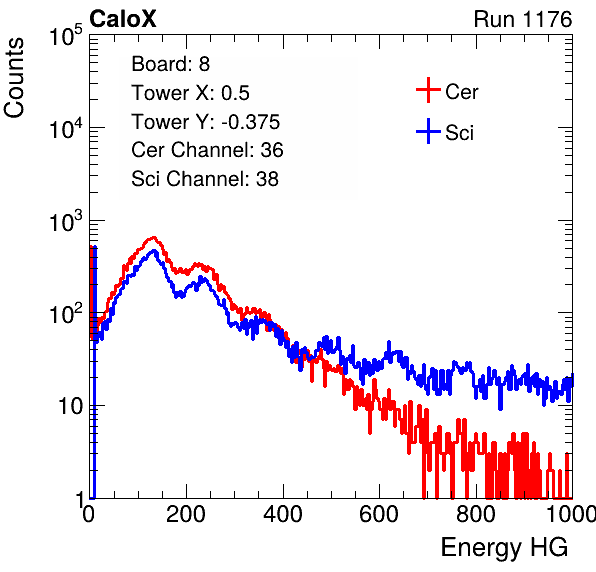 CaloX Run 1176
Counts
Board: 8
Tower X: 0.5
Tower Y: -0.375
Cer Channel: 36
Sci Channel: 38
Cer
Sci
10^5
10^4
10^3
10^2
10
1
0 200 400 600 800 1000
Energy HG